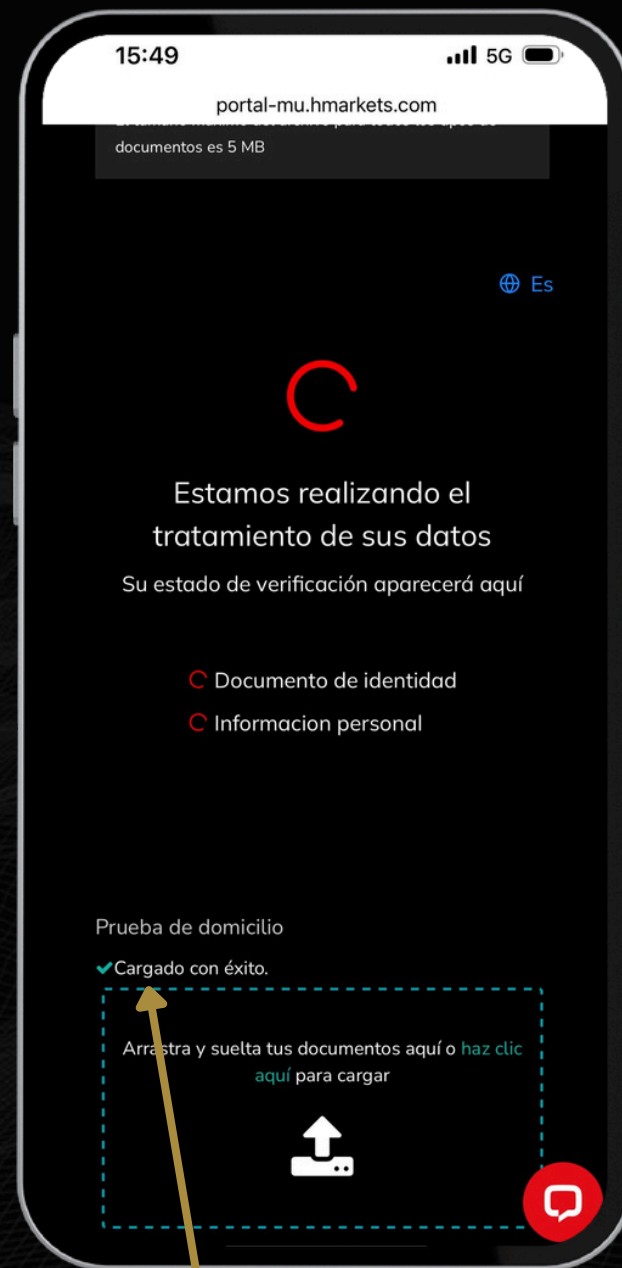 15:49
5G
portal-mu.hmarkets.com
documentos es 5 MB
Es
Estamos realizando el
tratamiento de sus datos
Su estado de verificación aparecerá aquí
Documento de identidad
Informacion personal
Prueba de domicilio
Cargado con éxito.
Arrastra y suelta tus documentos aquí o haz clic
aquí para cargar